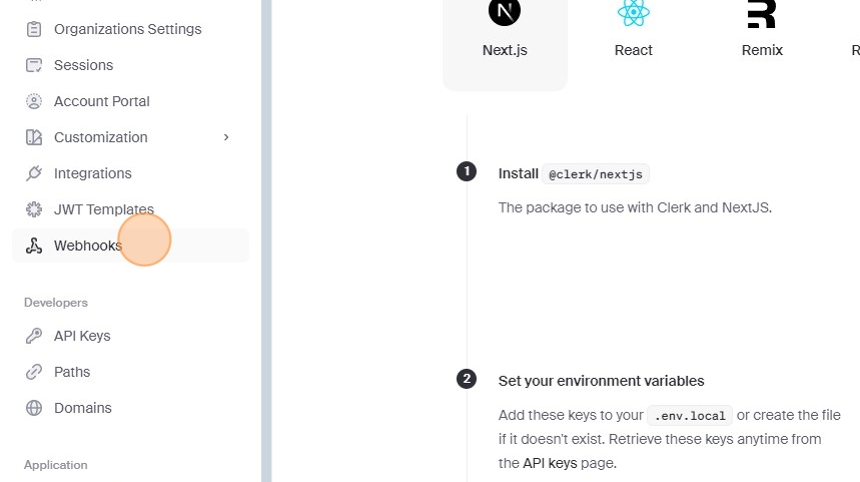 Organizations Settings
Sessions
Account Portal
Customization
Integrations
JWT Templates
Webhooks
Developers
API Keys
Paths
Domains
Application
Next.js
React
Remix
R
1
Install @clerk/nextjs
The package to use with Clerk and NextJS.
2
Set your environment variables
Add these keys to your .env.local or create the file
if it doesn't exist. Retrieve these keys anytime from
the API keys page.